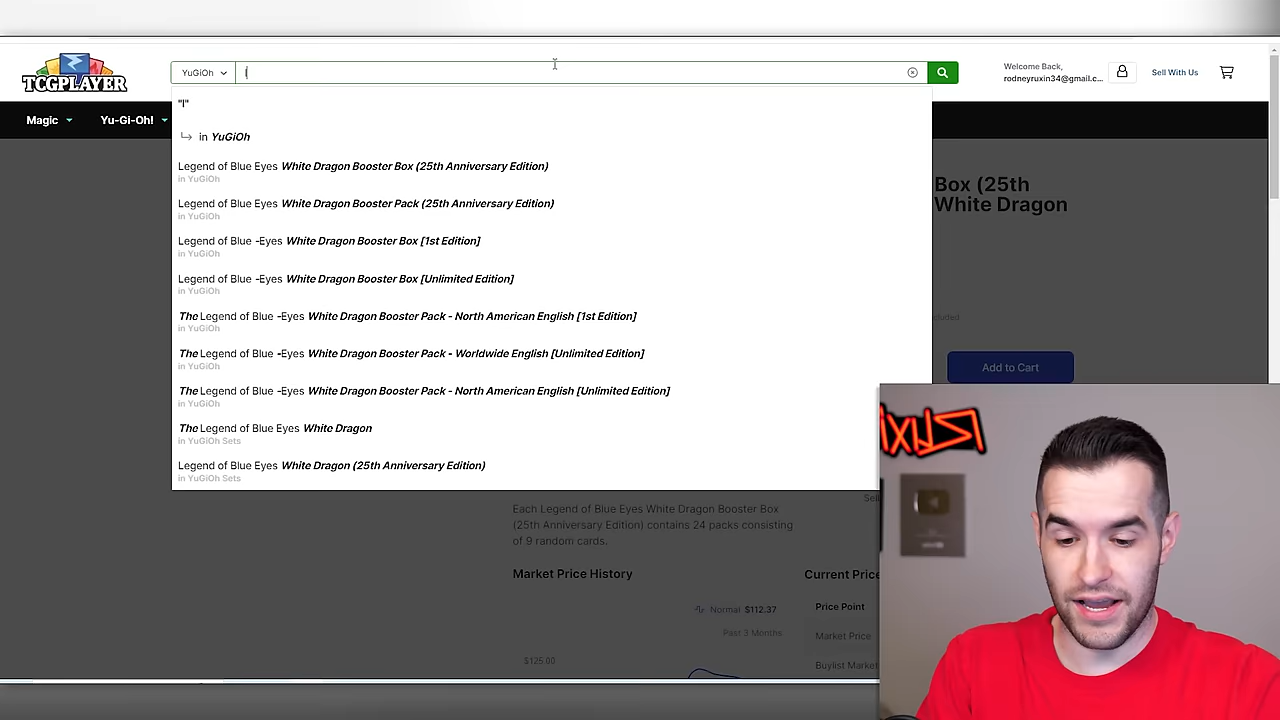 TCGPLAYER
YuGiOh
l
Welcome Back,
rodneyruxin34@gmail.c...
Sell With Us
Magic
Yu-Gi-Oh!
"l"
in YuGiOh
Legend of Blue Eyes White Dragon Booster Box (25th Anniversary Edition)
in YuGiOh
Legend of Blue Eyes White Dragon Booster Pack (25th Anniversary Edition)
in YuGiOh
Legend of Blue -Eyes White Dragon Booster Box [1st Edition]
in YuGiOh
Legend of Blue -Eyes White Dragon Booster Box [Unlimited Edition]
in YuGiOh
The Legend of Blue -Eyes White Dragon Booster Pack - North American English [1st Edition]
in YuGiOh
The Legend of Blue -Eyes White Dragon Booster Pack - Worldwide English [Unlimited Edition]
in YuGiOh
The Legend of Blue -Eyes White Dragon Booster Pack - North American English [Unlimited Edition]
in YuGiOh
The Legend of Blue Eyes White Dragon
in YuGiOh Sets
Legend of Blue Eyes White Dragon (25th Anniversary Edition)
in YuGiOh Sets
Box (25th
White Dragon
Add to Cart
Sell
Each Legend of Blue Eyes White Dragon Booster Box
(25th Anniversary Edition) contains 24 packs consisting
of 9 random cards.
Market Price History
Normal $112.37
Past 3 Months
$125.00
Current Price
Price Point
Market Price
Buylist Market